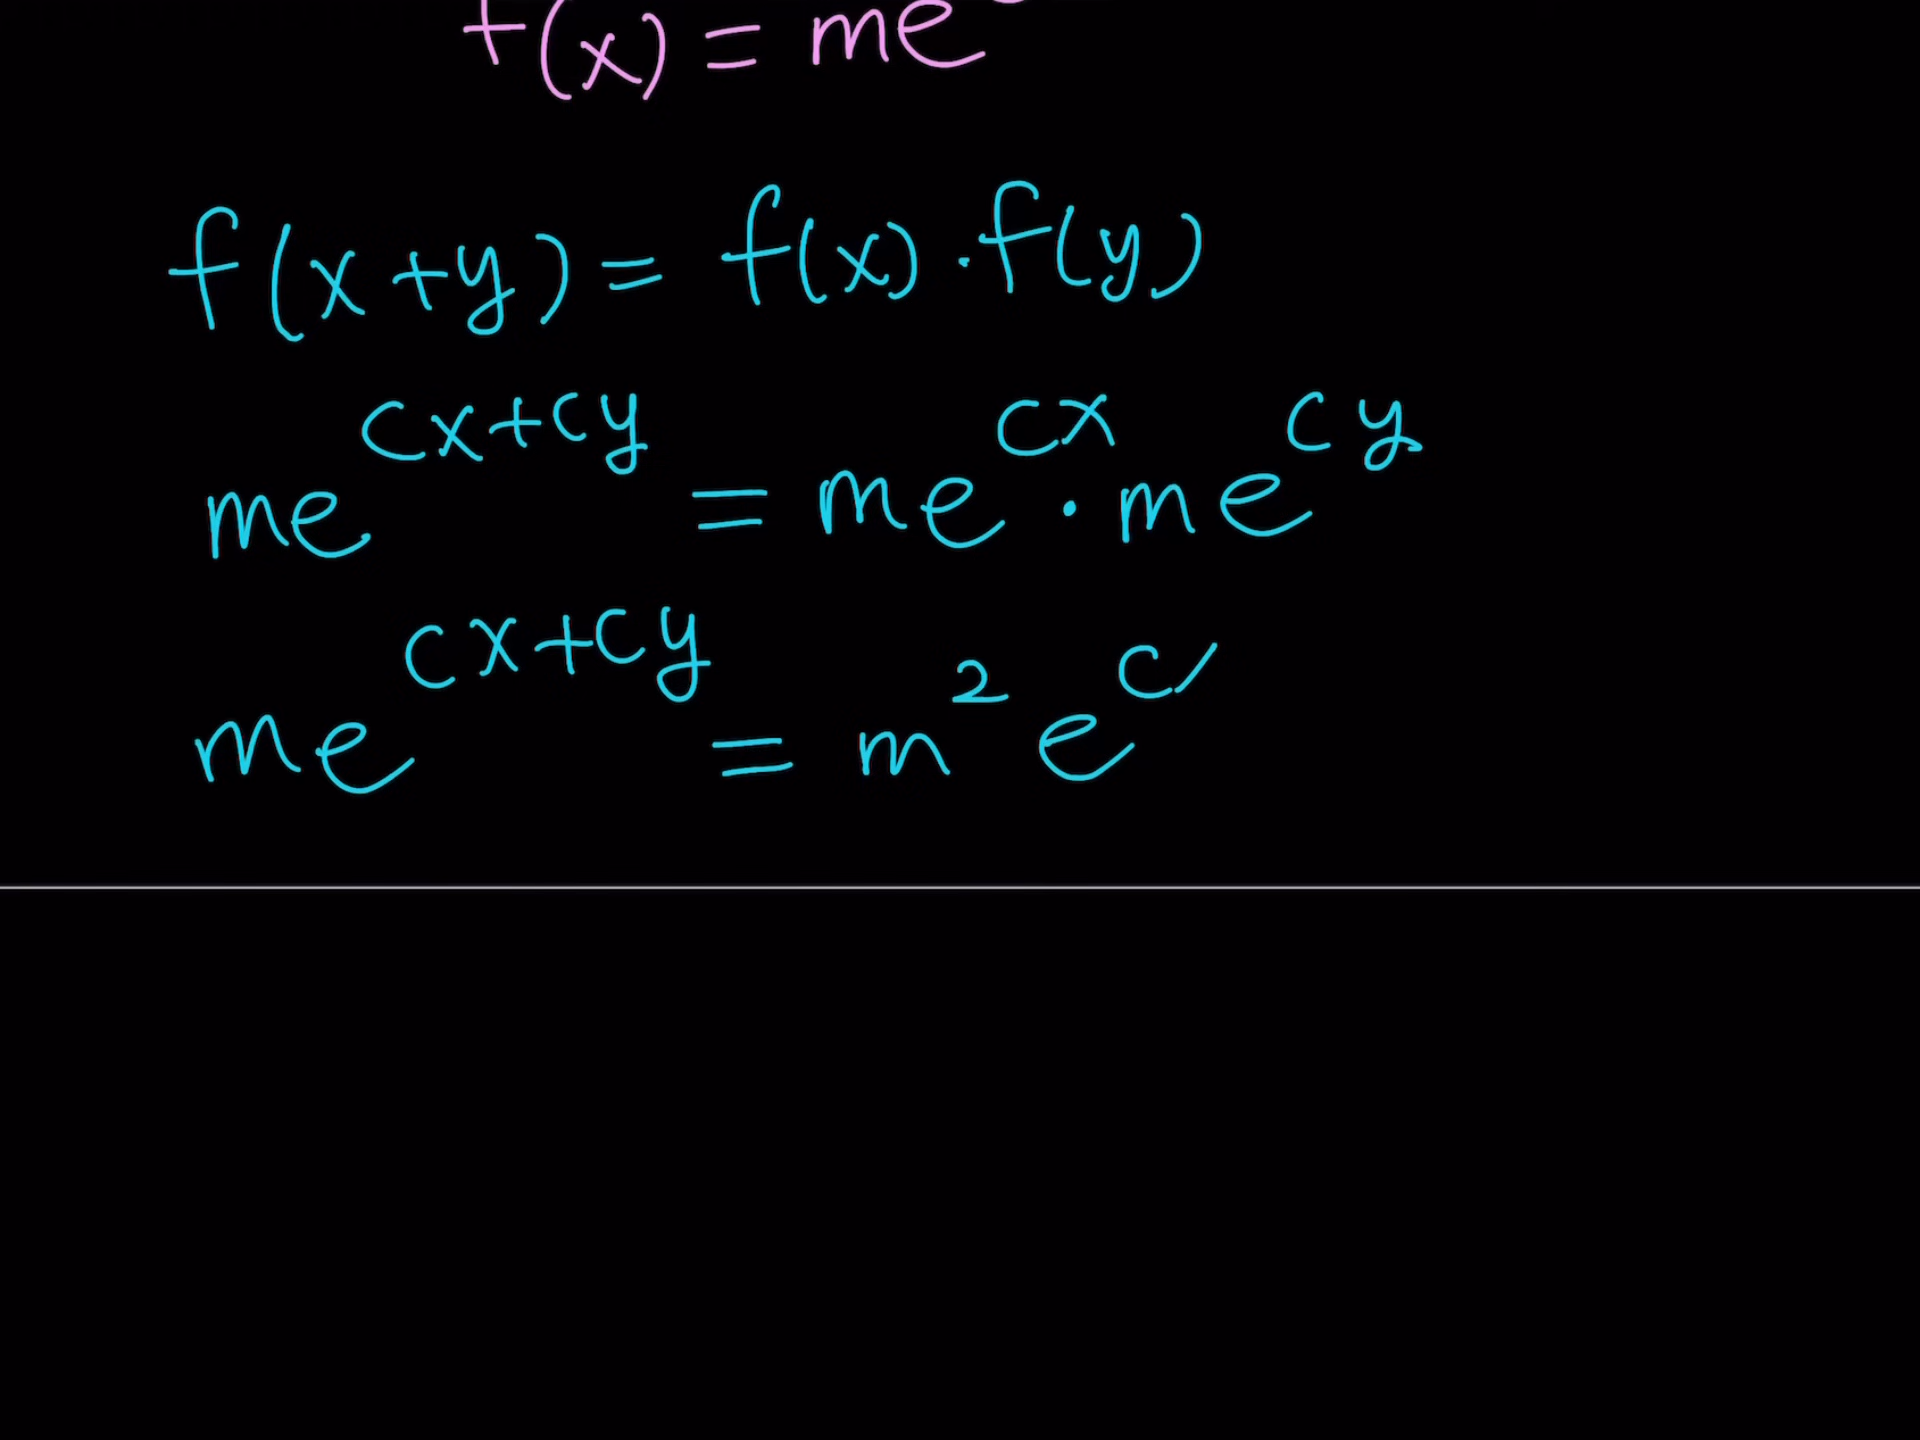 f(x) = me
f(x+y) = f(x) · f(y)
me^{cx+cy} = me^{cx} · me^{cy}
me^{cx+cy} = m^2 e^{c